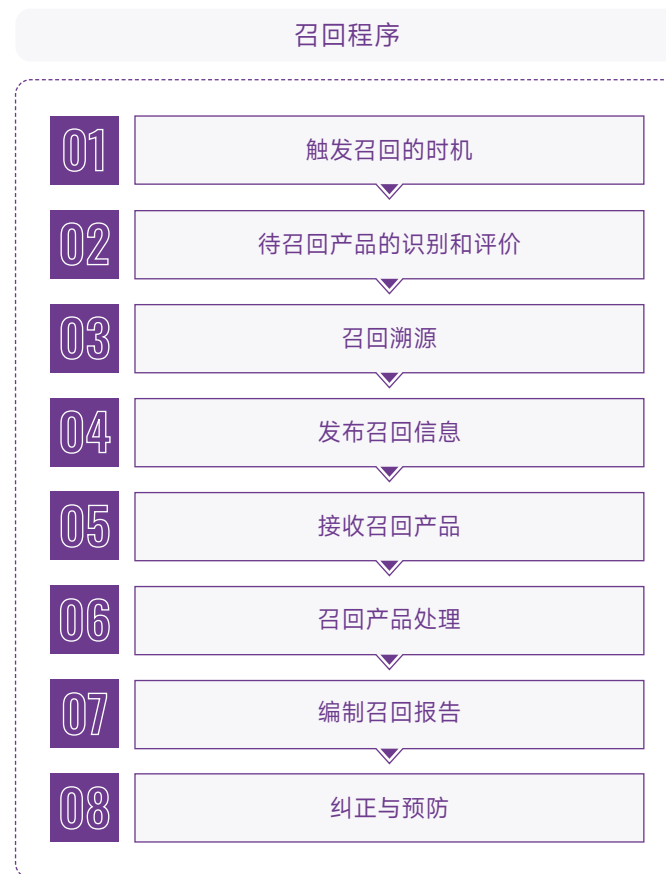 召回程序
01
触发召回的时机
02
待召回产品的识别和评价
03
召回溯源
04
发布召回信息
05
接收召回产品
06
召回产品处理
07
编制召回报告
08
纠正与预防